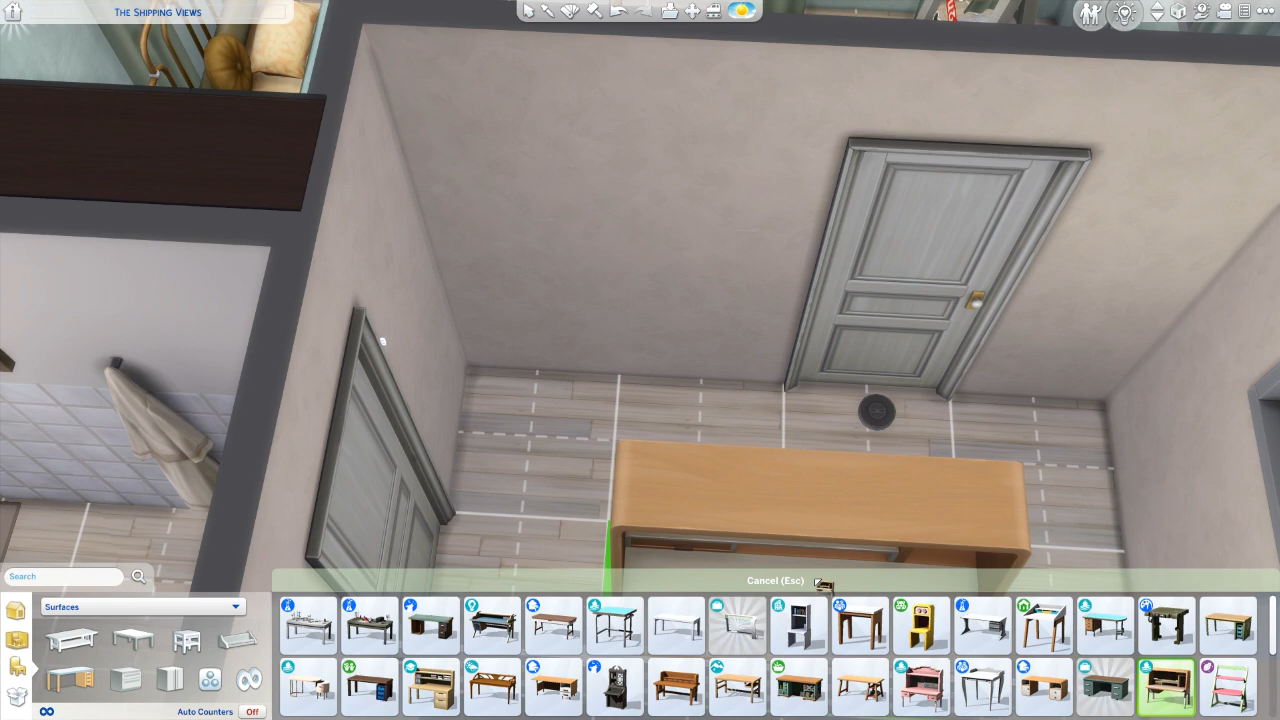 THE SHIPPING VIEWS
Cancel (Esc)
Search
Surfaces
Auto Counters
Off